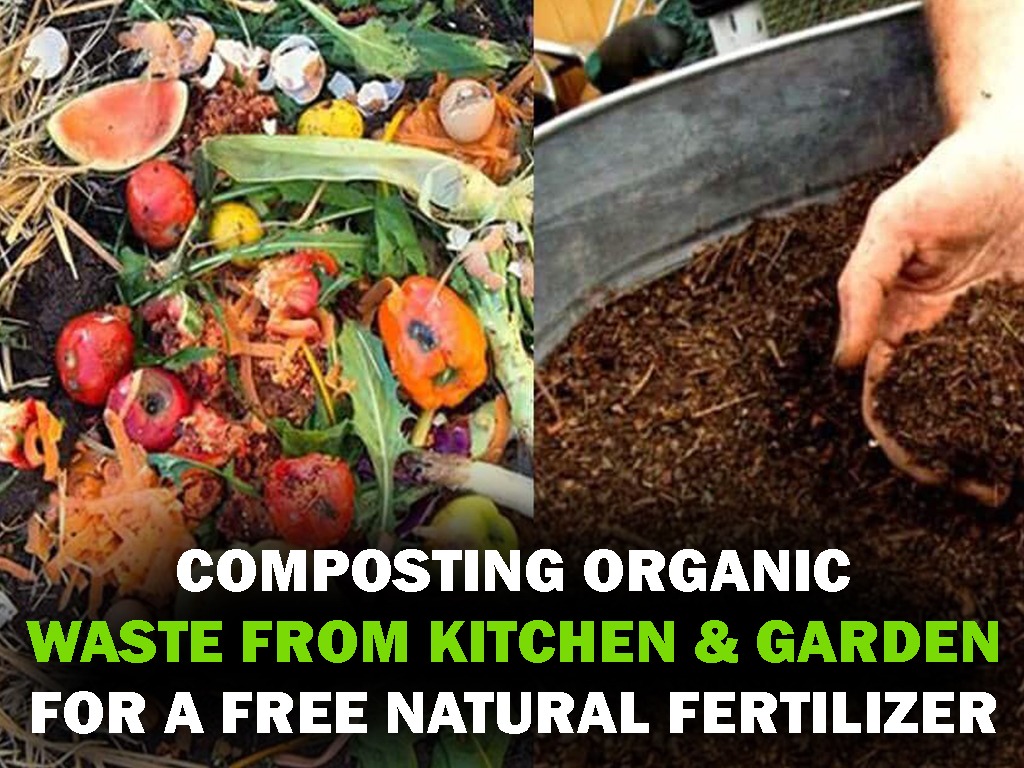 COMPOSTING ORGANIC
WASTE FROM KITCHEN & GARDEN
FOR A FREE NATURAL FERTILIZER